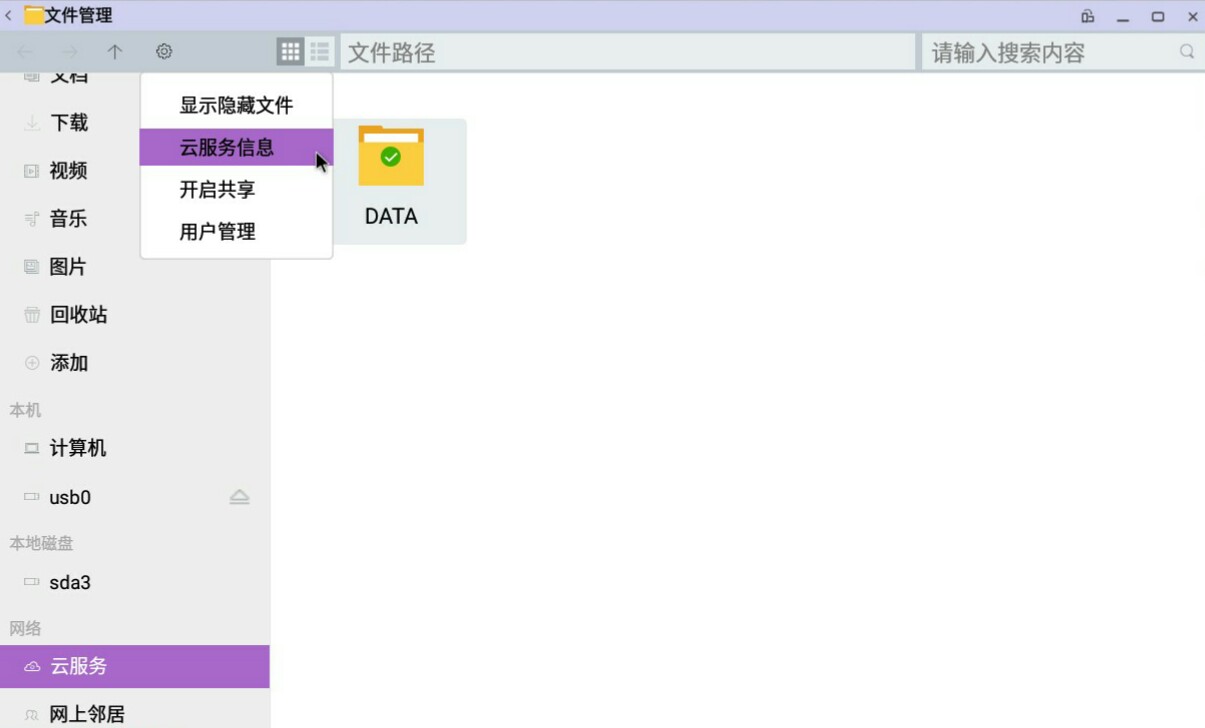 文件管理
文件路径
请输入搜索内容
文档
下载
视频
音乐
图片
回收站
添加
本机
计算机
usb0
本地磁盘
sda3
网络
云服务
网上邻居
显示隐藏文件
云服务信息
开启共享
用户管理
DATA